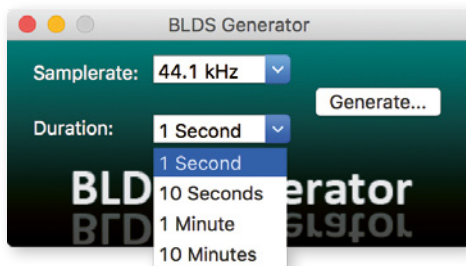 BLDS Generator
Samplerate: 44.1 kHz
Generate...
Duration: 1 Second
1 Second
10 Seconds
1 Minute
10 Minutes
BLD erator